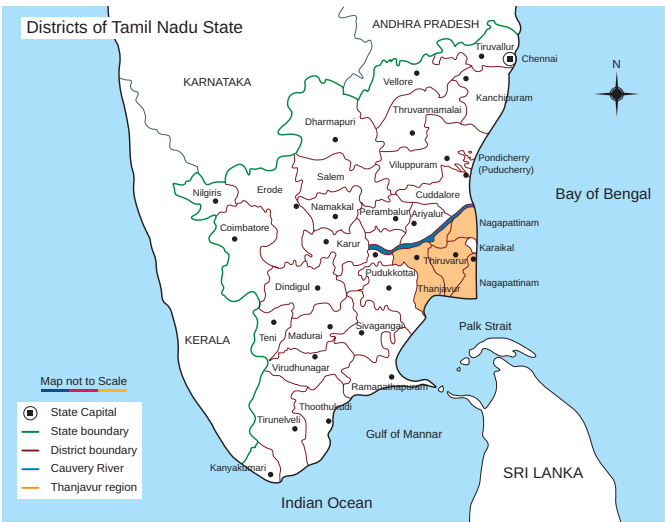 Districts of Tamil Nadu State
ANDHRA PRADESH
Tiruvallur
Chennai
N
KARNATAKA
Vellore
Kanchipuram
Thruvannamalai
Dharmapuri
Viluppuram
Pondicherry
(Puducherry)
Salem
Nilgiris
Erode
Cuddalore
Bay of Bengal
Namakkal
Perambalur
Ariyalur
Coimbatore
Nagapattinam
Karur
Karaikal
Thiruvarur
Pudukkottai
Nagapattinam
Dindigul
Thanjavur
Sivagangai
Palk Strait
Teni
Madurai
KERALA
Virudhunagar
Map not to Scale
Ramanathapuram
State Capital
Thoothukudi
Tirunelveli
State boundary
Gulf of Mannar
District boundary
Cauvery River
Kanyakumari
SRI LANKA
Thanjavur region
Indian Ocean